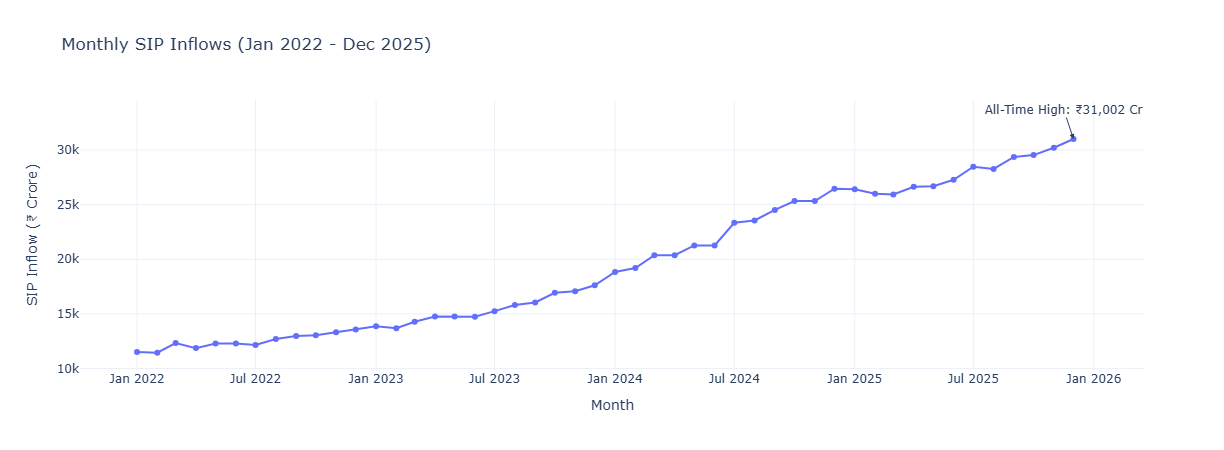 Monthly SIP Inflows (Jan 2022 - Dec 2025)
All-Time High: ₹31,002 Cr
30k
25k
20k
15k
10k
SIP Inflow (₹ Crore)
Jan 2022
Jul 2022
Jan 2023
Jul 2023
Jan 2024
Jul 2024
Jan 2025
Jul 2025
Jan 2026
Month